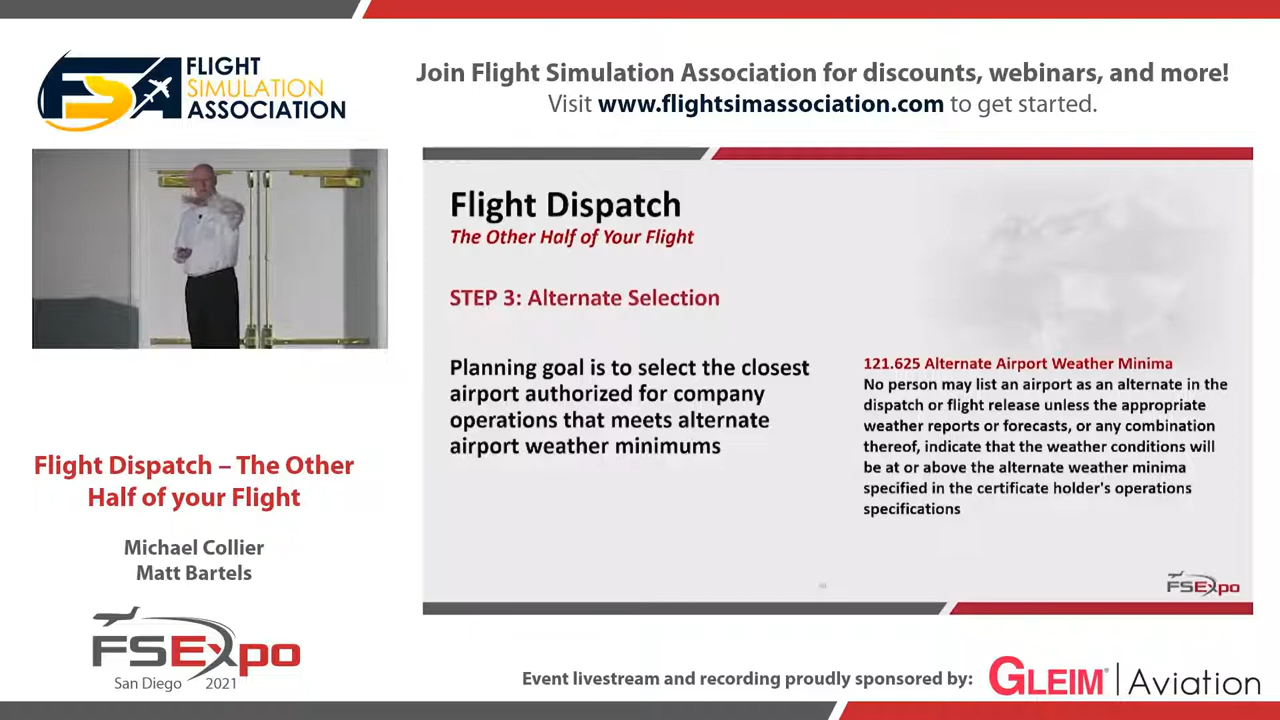 FLIGHT
SIMULATION
ASSOCIATION
Join Flight Simulation Association for discounts, webinars, and more!
Visit www.flightsimassociation.com to get started.
Flight Dispatch
The Other Half of Your Flight
STEP 3: Alternate Selection
Planning goal is to select the closest
airport authorized for company
operations that meets alternate
airport weather minimums
121.625 Alternate Airport Weather Minima
No person may list an airport as an alternate in the
dispatch or flight release unless the appropriate
weather reports or forecasts, or any combination
thereof, indicate that the weather conditions will
be at or above the alternate weather minima
specified in the certificate holder's operations
specifications
FSExpo
Flight Dispatch – The Other
Half of your Flight
Michael Collier
Matt Bartels
FSExpo
San Diego 2021
Event livestream and recording proudly sponsored by:
GLEIM® | Aviation